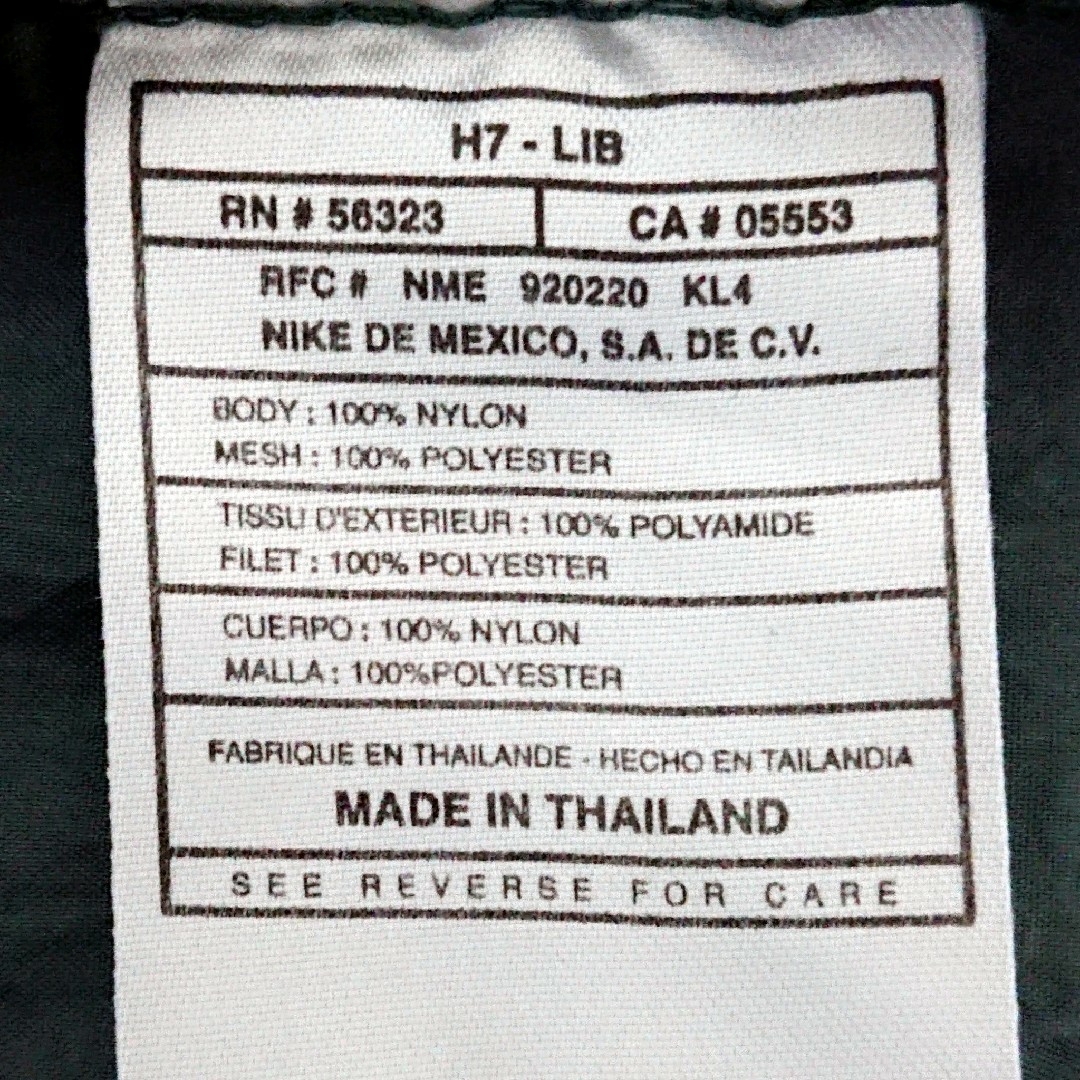 H7 - LIB
RN # 56323 CA # 05553
RFC # NME 920220 KL4
NIKE DE MEXICO, S.A. DE C.V.
BODY : 100% NYLON
MESH : 100% POLYESTER
TISSU D'EXTERIEUR : 100% POLYAMIDE
FILET : 100% POLYESTER
CUERPO : 100% NYLON
MALLA : 100%POLYESTER
FABRIQUE EN THAILANDE - HECHO EN TAILANDIA
MADE IN THAILAND
SEE REVERSE FOR CARE